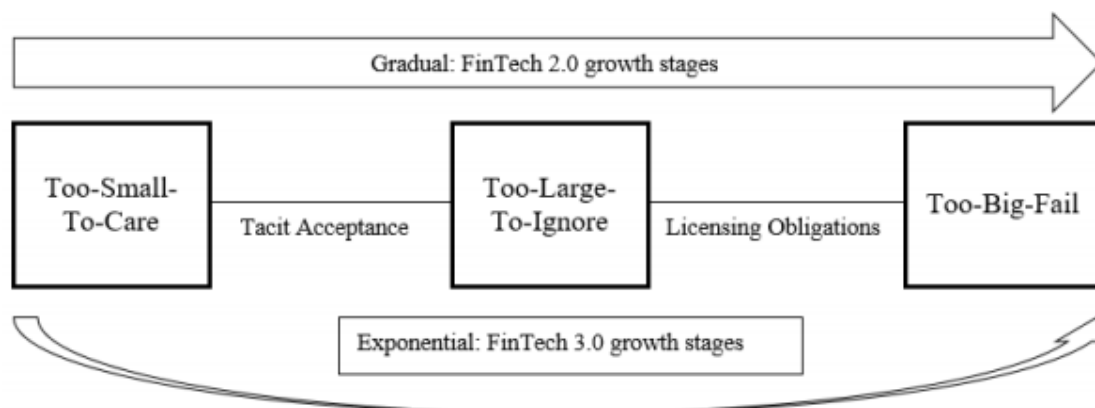 Gradual: FinTech 2.0 growth stages
Too-Small-
To-Care
Tacit Acceptance
Too-Large-
To-Ignore
Licensing Obligations
Too-Big-Fail
Exponential: FinTech 3.0 growth stages